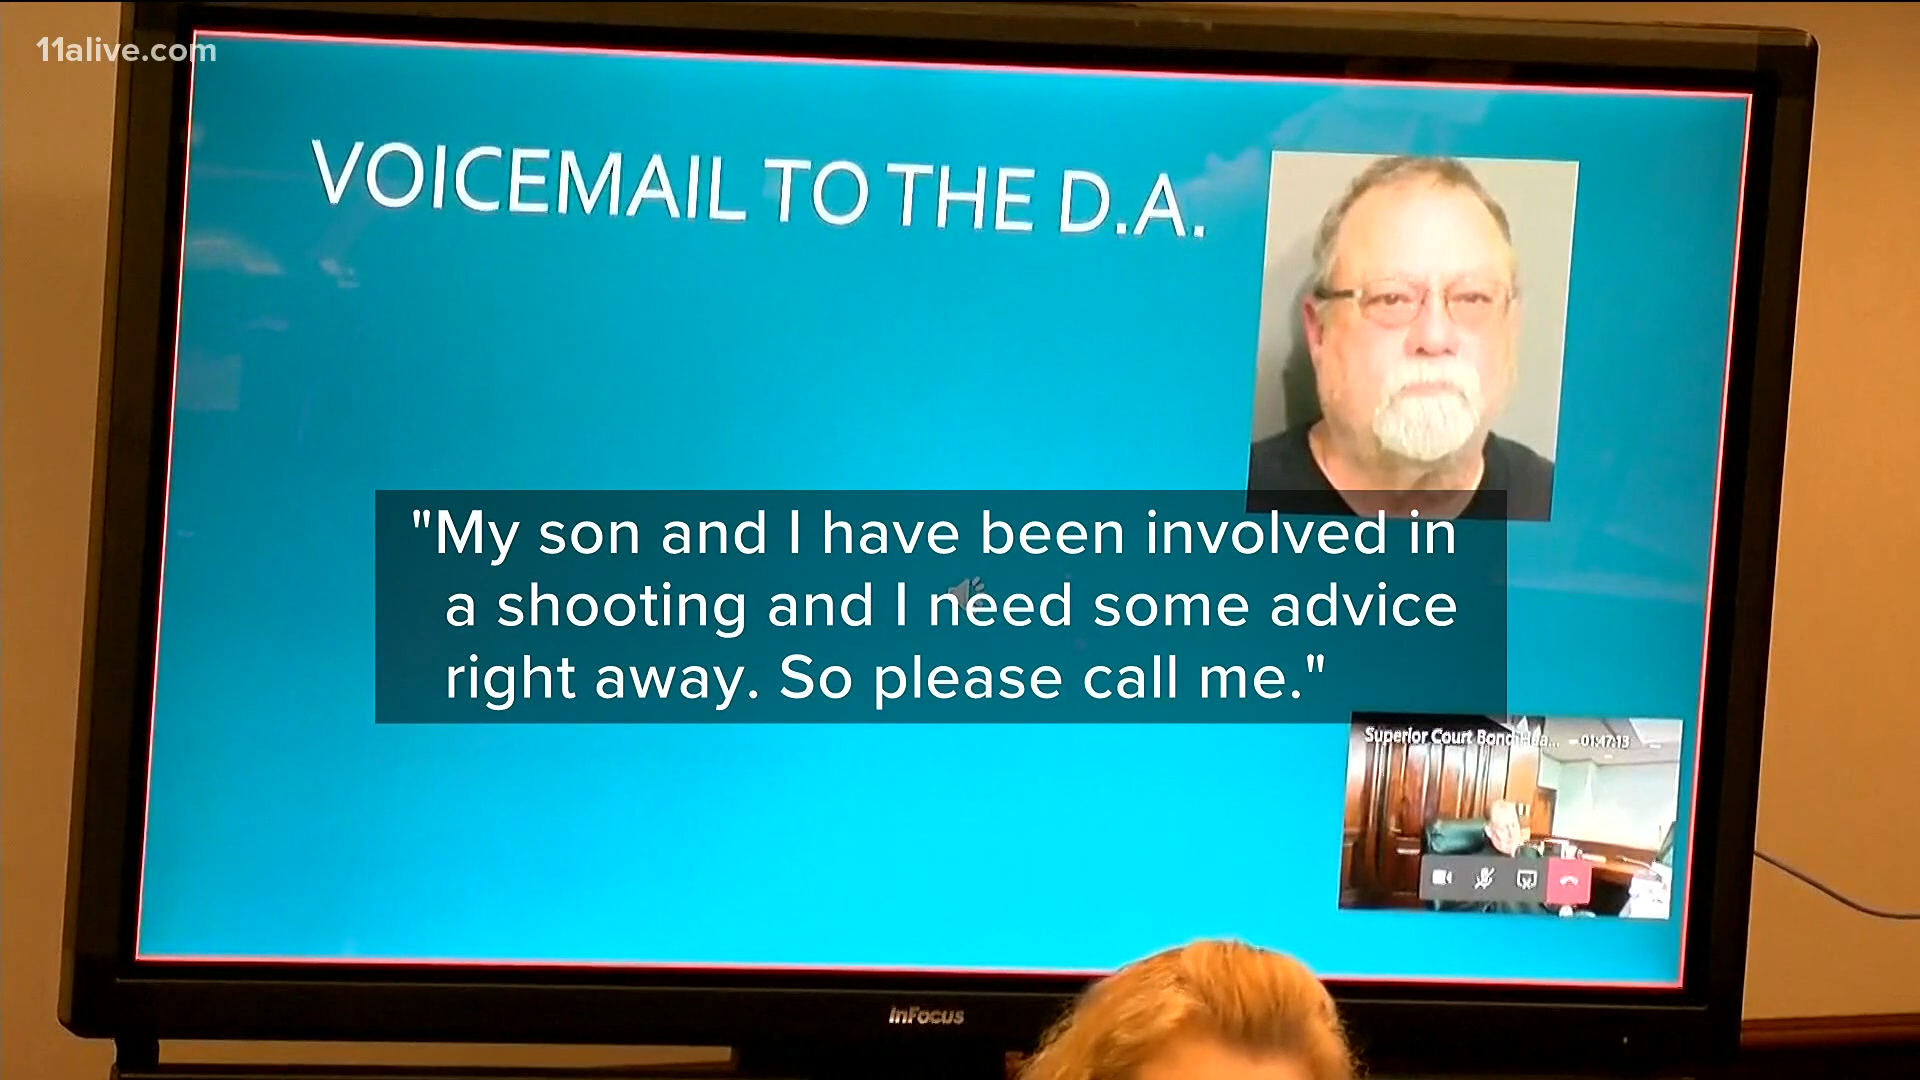 11alive.com
VOICEMAIL TO THE D.A.
"My son and I have been involved in
a shooting and I need some advice
right away. So please call me."
Superior Court Bond Hea... 01:47:13
InFocus